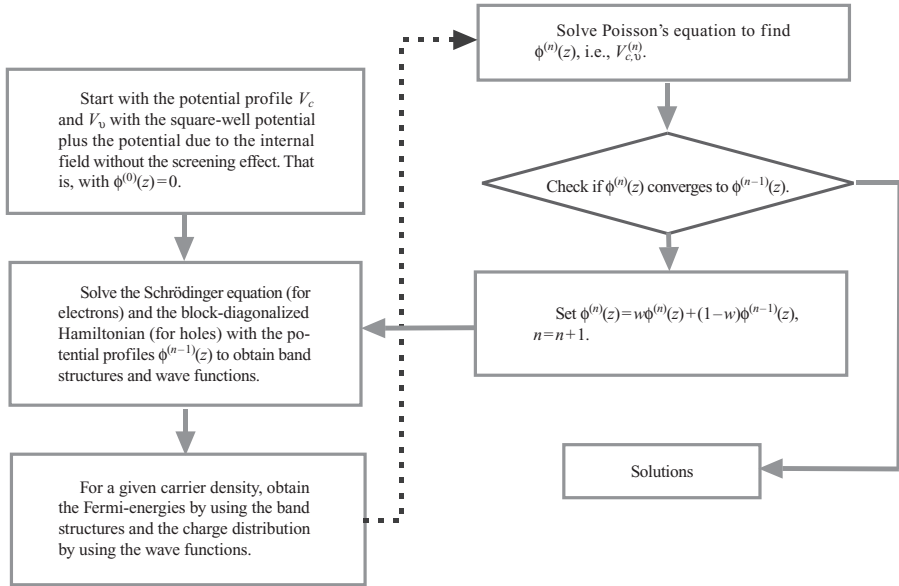 Start with the potential profile V_c
and V_υ with the square-well potential
plus the potential due to the internal
field without the screening effect. That
is, with ϕ^(0)(z)=0.
Solve the Schrödinger equation (for
electrons) and the block-diagonalized
Hamiltonian (for holes) with the po-
tential profiles ϕ^(n−1)(z) to obtain band
structures and wave functions.
For a given carrier density, obtain
the Fermi-energies by using the band
structures and the charge distribution
by using the wave functions.
Solve Poisson's equation to find
ϕ^(n)(z), i.e., V_c,υ^(n).
Check if ϕ^(n)(z) converges to ϕ^(n−1)(z).
Set ϕ^(n)(z)=wϕ^(n)(z)+(1−w)ϕ^(n−1)(z),
n=n+1.
Solutions